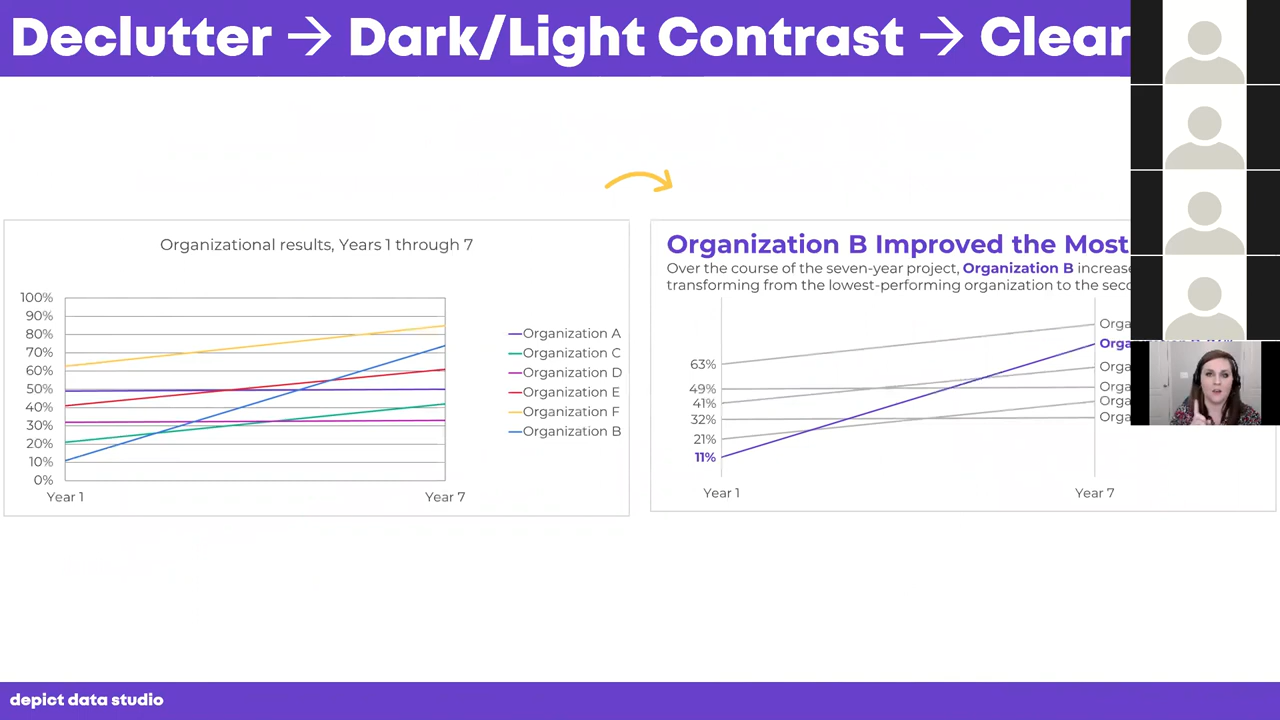 Declutter → Dark/Light Contrast → Clear
Organizational results, Years 1 through 7
100%
90%
80%
70%
60%
50%
40%
30%
20%
10%
0%
Year 1
Year 7
Organization A
Organization C
Organization D
Organization E
Organization F
Organization B
Organization B Improved the Most
Over the course of the seven-year project, Organization B increase
transforming from the lowest-performing organization to the seco
63%
49%
41%
32%
21%
11%
Orga
Orga
Orga
Orga
Orga
Orga
Year 1
Year 7
depict data studio